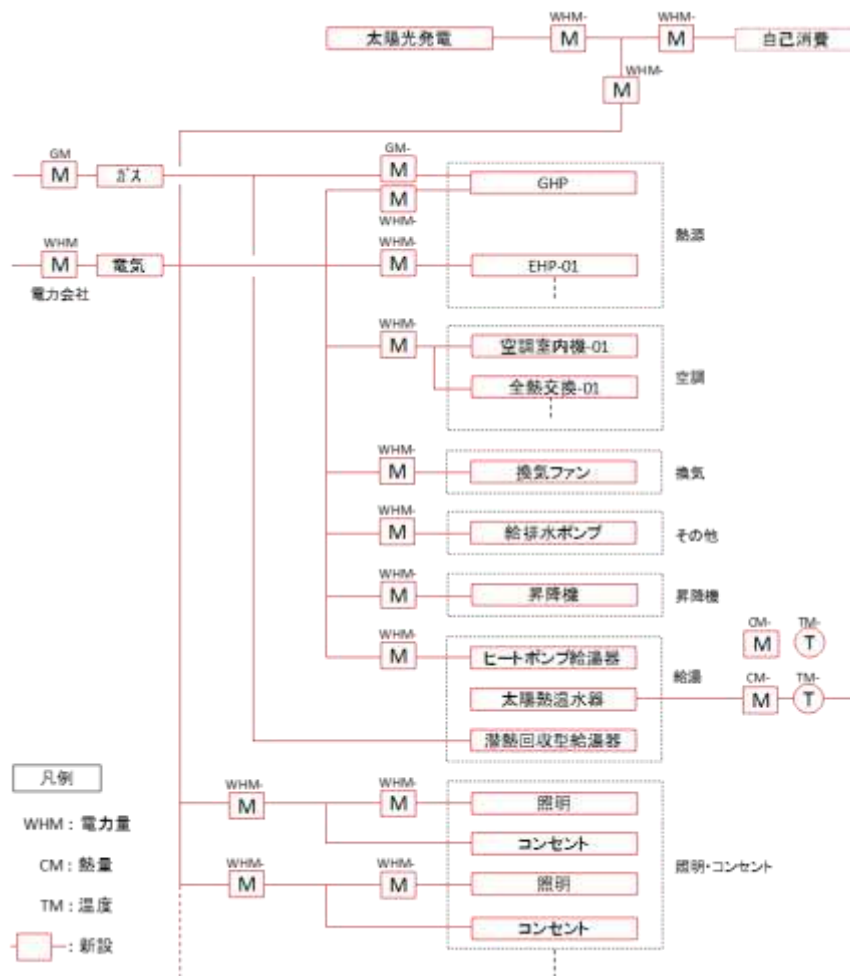 WHM- WHM-
太陽光発電 M M 自己消費
WHM-
M
GM GM-
M ガス M GHP
M
WHM-
熱源
WHM WHM-
M 電気 M EHP-01
電力会社
WHM-
M 空調室内機-01
空調
全熱交換-01
WHM-
M 換気ファン 換気
WHM-
M 給排水ポンプ その他
WHM-
M 昇降機 昇降機
CM- TM-
M T
WHM-
M ヒートポンプ給湯器
給湯 CM- TM-
太陽熱温水器 M T
潜熱回収型給湯器
凡例
WHM- WHM-
M M 照明
WHM : 電力量
コンセント
CM : 熱量 照明・コンセント
WHM- WHM-
M M 照明
TM : 温度
コンセント
: 新設